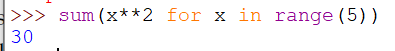 >>> sum(x**2 for x in range(5))
30